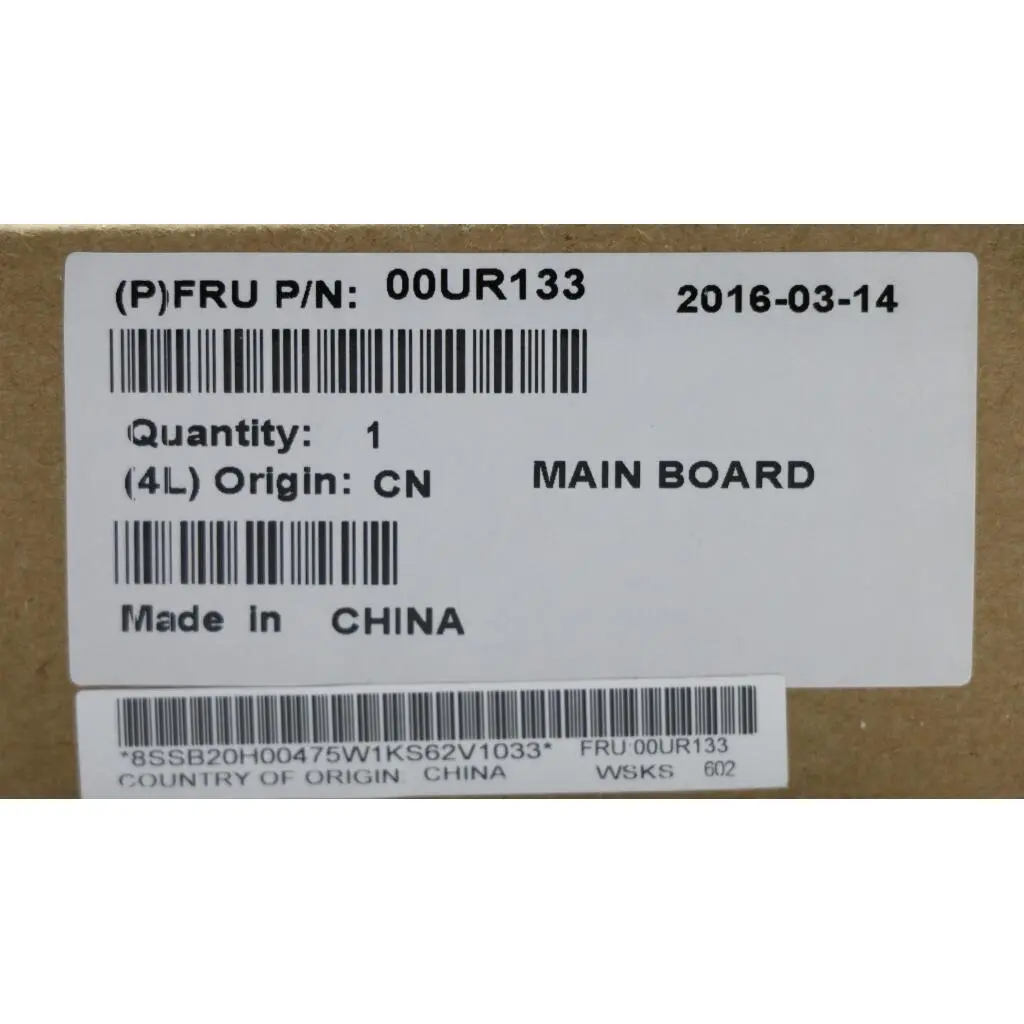 (P)FRU P/N: 00UR133 2016-03-14
Quantity: 1
(4L) Origin: CN MAIN BOARD
Made in CHINA
*8SSB20H00475W1KS62V1033* FRU:00UR133
COUNTRY OF ORIGIN CHINA WSKS 602